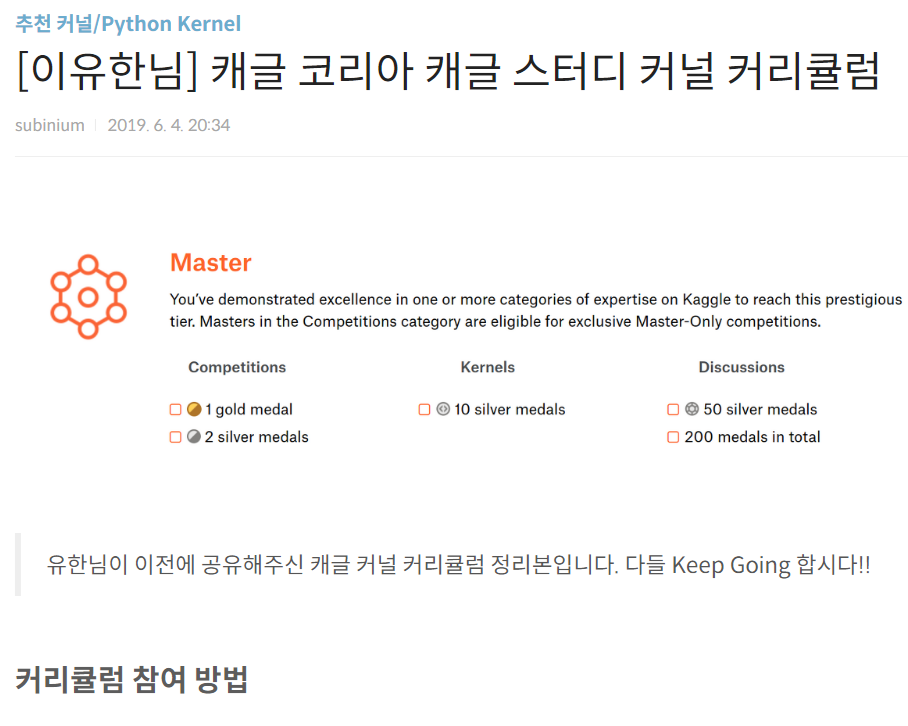 추천 커널/Python Kernel
[이유한님] 캐글 코리아 캐글 스터디 커널 커리큘럼
subinium 2019. 6. 4. 20:34
Master
You've demonstrated excellence in one or more categories of expertise on Kaggle to reach this prestigious
tier. Masters in the Competitions category are eligible for exclusive Master-Only competitions.
Competitions Kernels Discussions
1 gold medal 10 silver medals 50 silver medals
2 silver medals 200 medals in total
유한님이 이전에 공유해주신 캐글 커널 커리큘럼 정리본입니다. 다들 Keep Going 합시다!!
커리큘럼 참여 방법